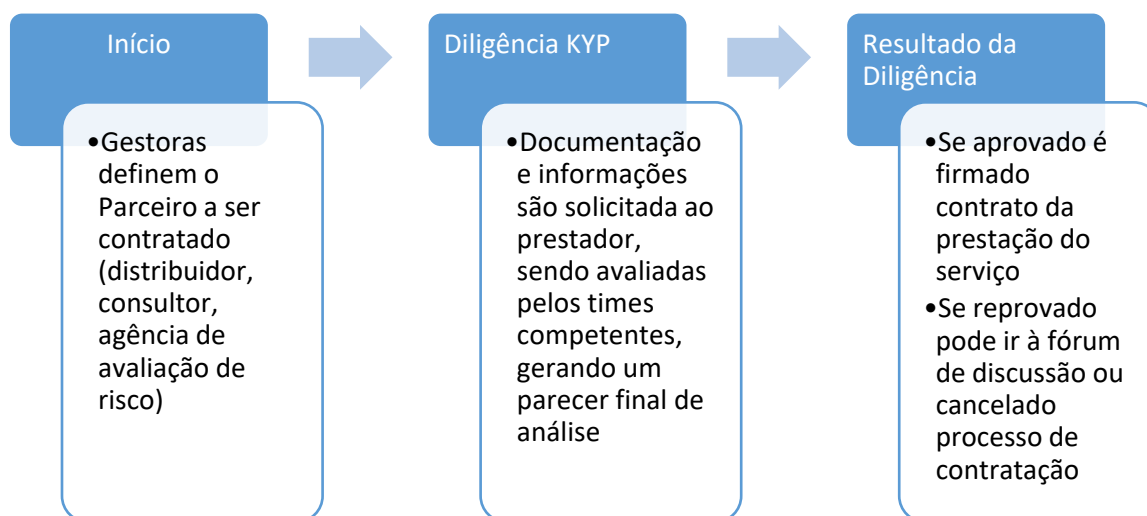 Início
•Gestoras
definem o
Parceiro a ser
contratado
(distribuidor,
consultor,
agência de
avaliação de
risco)
Diligência KYP
•Documentação
e informações
são solicitada ao
prestador,
sendo avaliadas
pelos times
competentes,
gerando um
parecer final de
análise
Resultado da
Diligência
•Se aprovado é
firmado
contrato da
prestação do
serviço
•Se reprovado
pode ir à fórum
de discussão ou
cancelado
processo de
contratação